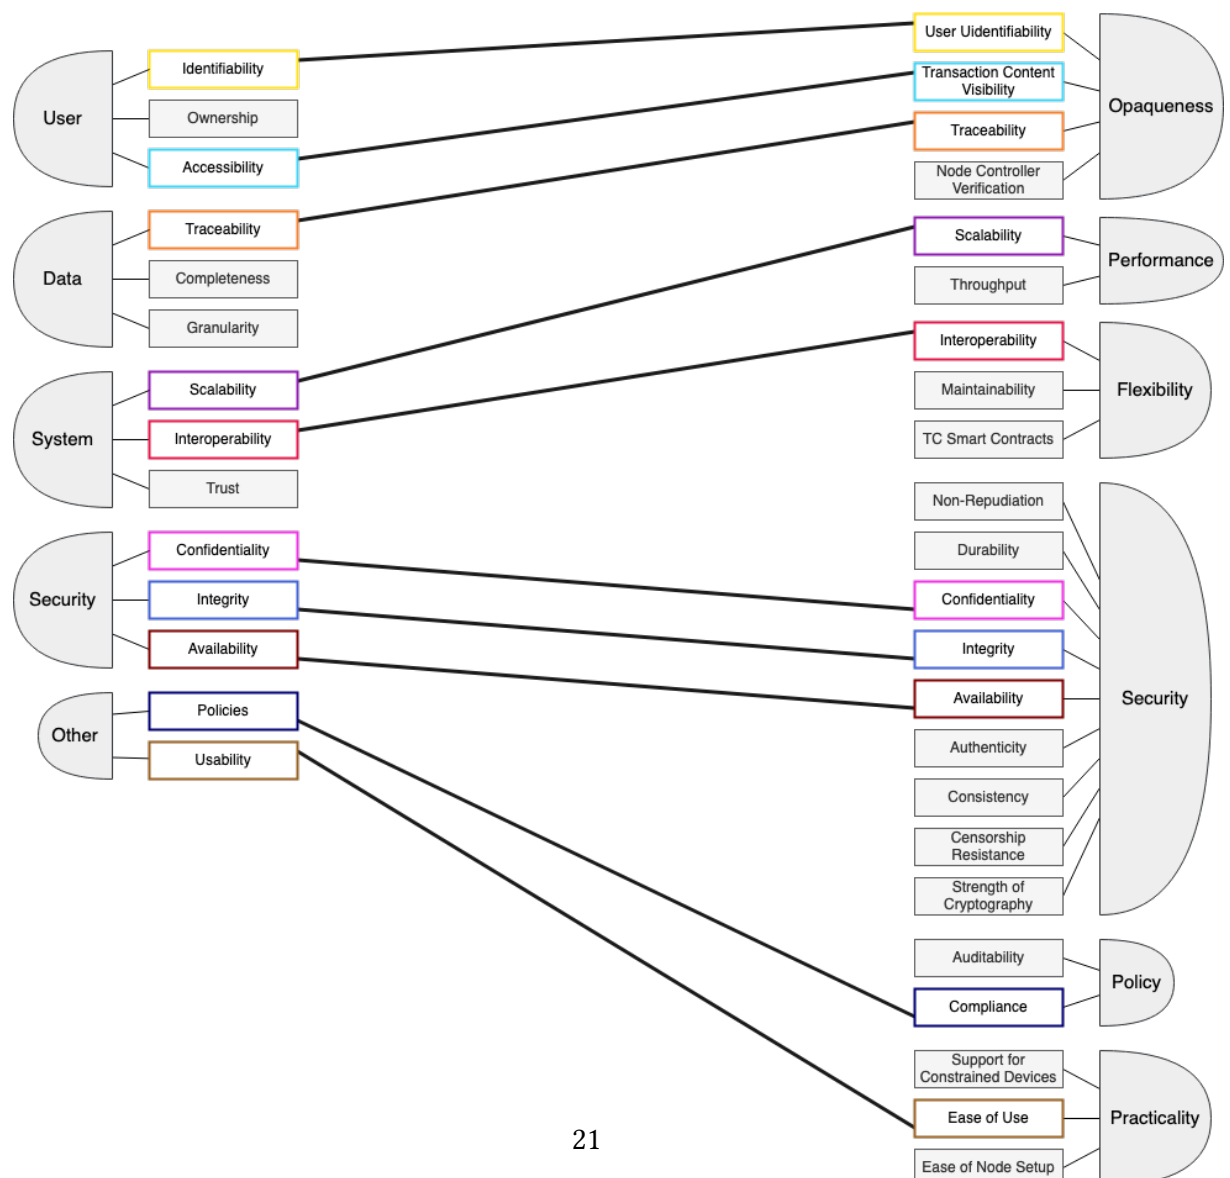 User
Identifiability
Ownership
Accessibility
Data
Traceability
Completeness
Granularity
System
Scalability
Interoperability
Trust
Security
Confidentiality
Integrity
Availability
Other
Policies
Usability
User Uidentifiability
Transaction Content
Visibility
Traceability
Node Controller
Verification
Opaqueness
Scalability
Throughput
Performance
Interoperability
Maintainability
TC Smart Contracts
Flexibility
Non-Repudiation
Durability
Confidentiality
Integrity
Availability
Authenticity
Consistency
Censorship
Resistance
Strength of
Cryptography
Security
Auditability
Compliance
Policy
Support for
Constrained Devices
Ease of Use
Ease of Node Setup
Practicality
21